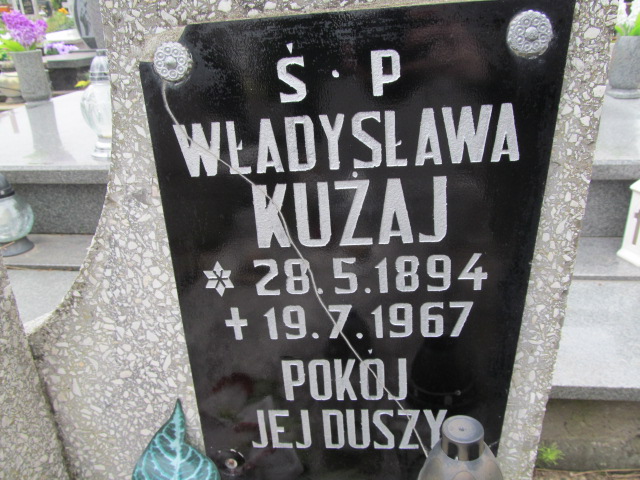 Ś · P
WŁADYSŁAWA
KUŻAJ
* 28.5.1894
+ 19.7.1967
POKÓJ
JEJ DUSZY